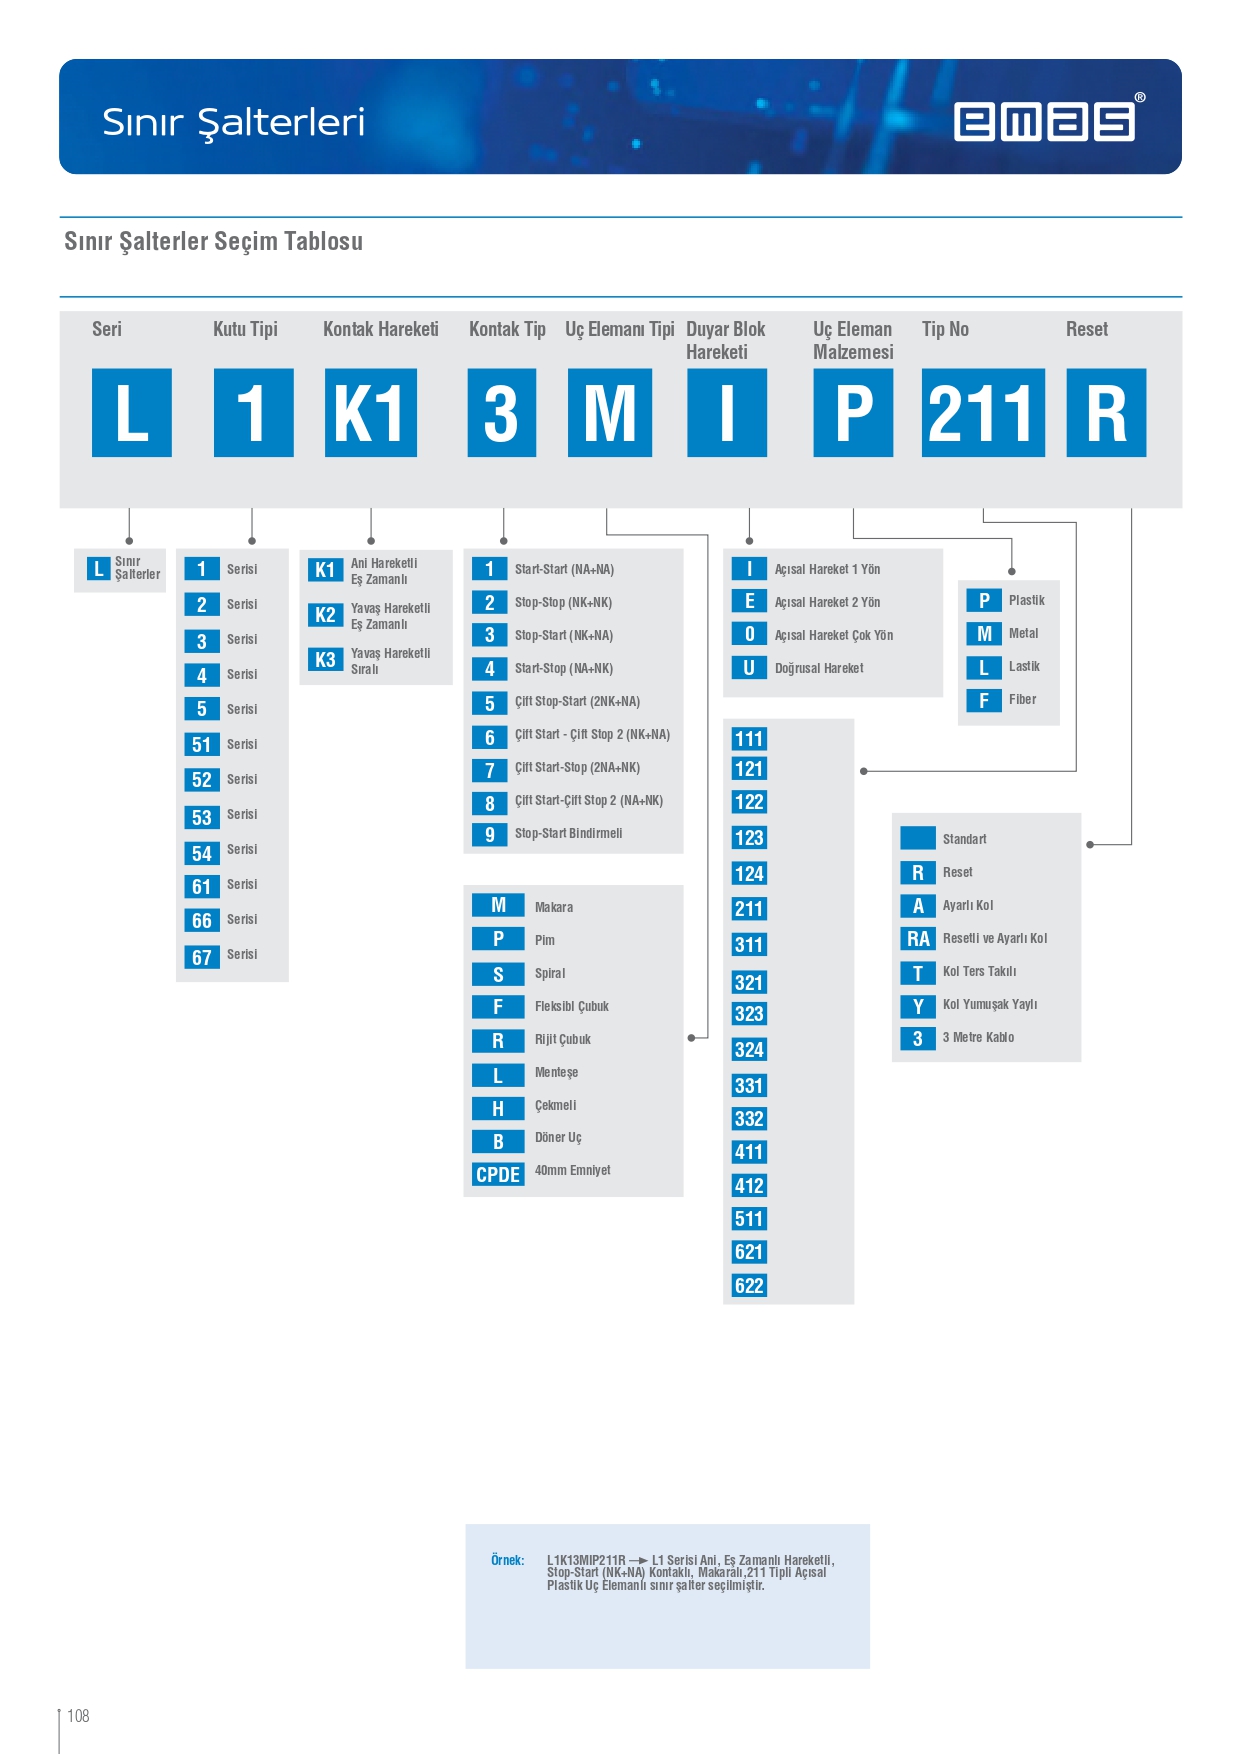 Sınır Şalterleri
emas®
Sınır Şalterler Seçim Tablosu
Seri
Kutu Tipi
Kontak Hareketi
Kontak Tip
Uç Elemanı Tipi
Duyar Blok
Hareketi
Uç Eleman
Malzemesi
Tip No
Reset
L
1
K1
3
M
I
P
211
R
L
Sınır
Şalterler
1 Serisi
2 Serisi
3 Serisi
4 Serisi
5 Serisi
51 Serisi
52 Serisi
53 Serisi
54 Serisi
61 Serisi
66 Serisi
67 Serisi
K1 Ani Hareketli
Eş Zamanlı
K2 Yavaş Hareketli
Eş Zamanlı
K3 Yavaş Hareketli
Sıralı
1 Start-Start (NA+NA)
2 Stop-Stop (NK+NK)
3 Stop-Start (NK+NA)
4 Start-Stop (NA+NK)
5 Çift Stop-Start (2NK+NA)
6 Çift Start - Çift Stop 2 (NK+NA)
7 Çift Start-Stop (2NA+NK)
8 Çift Start-Çift Stop 2 (NA+NK)
9 Stop-Start Bindirmeli
M Makara
P Pim
S Spiral
F Fleksibl Çubuk
R Rijit Çubuk
L Menteşe
H Çekmeli
B Döner Uç
CPDE 40mm Emniyet
I Açısal Hareket 1 Yön
E Açısal Hareket 2 Yön
0 Açısal Hareket Çok Yön
U Doğrusal Hareket
111
121
122
123
124
211
311
321
323
324
331
332
411
412
511
621
622
P Plastik
M Metal
L Lastik
F Fiber
Standart
R Reset
A Ayarlı Kol
RA Resetli ve Ayarlı Kol
T Kol Ters Takılı
Y Kol Yumuşak Yaylı
3 3 Metre Kablo
Örnek: L1K13MIP211R → L1 Serisi Ani, Eş Zamanlı Hareketli,
Stop-Start (NK+NA) Kontaklı, Makaralı,211 Tipli Açısal
Plastik Uç Elemanlı sınır şalter seçilmiştir.
108